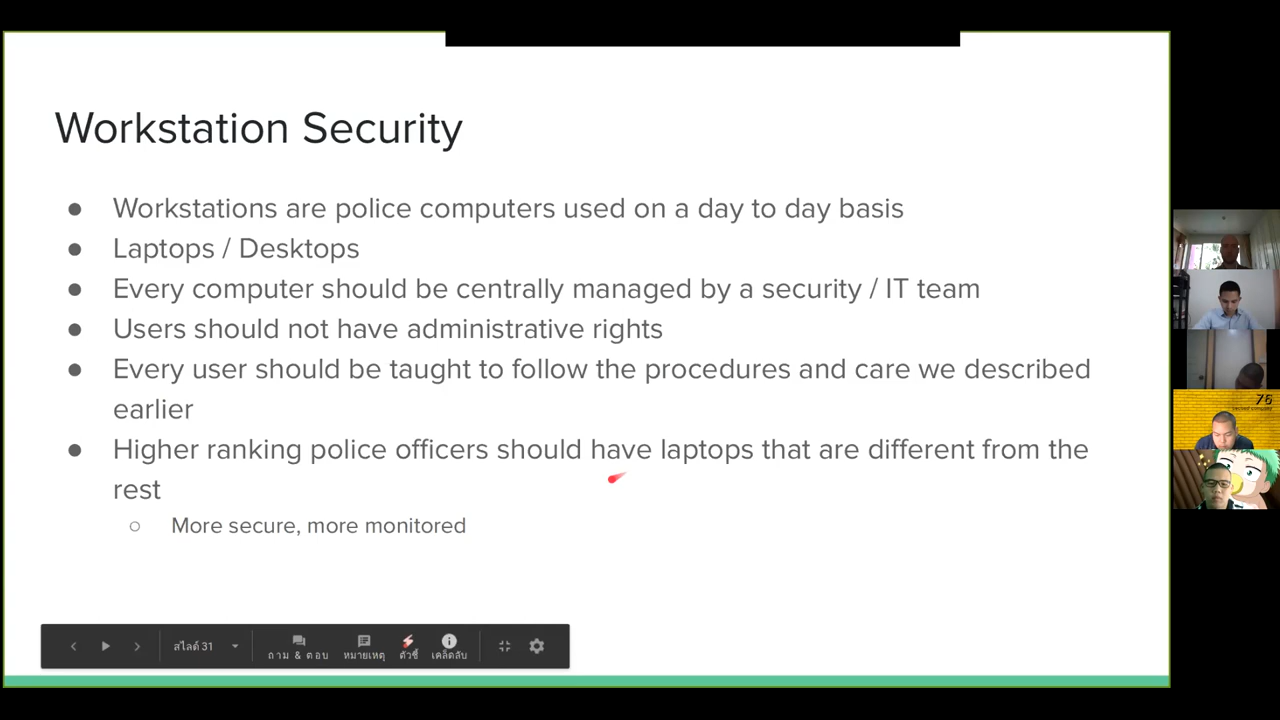 Workstation Security
● Workstations are police computers used on a day to day basis
● Laptops / Desktops
● Every computer should be centrally managed by a security / IT team
● Users should not have administrative rights
● Every user should be taught to follow the procedures and care we described
earlier
● Higher ranking police officers should have laptops that are different from the
rest
○ More secure, more monitored
สไลด์ 31
ถาม & ตอบ
หมายเหตุ
ตัวชี้
เคล็ดลับ
76